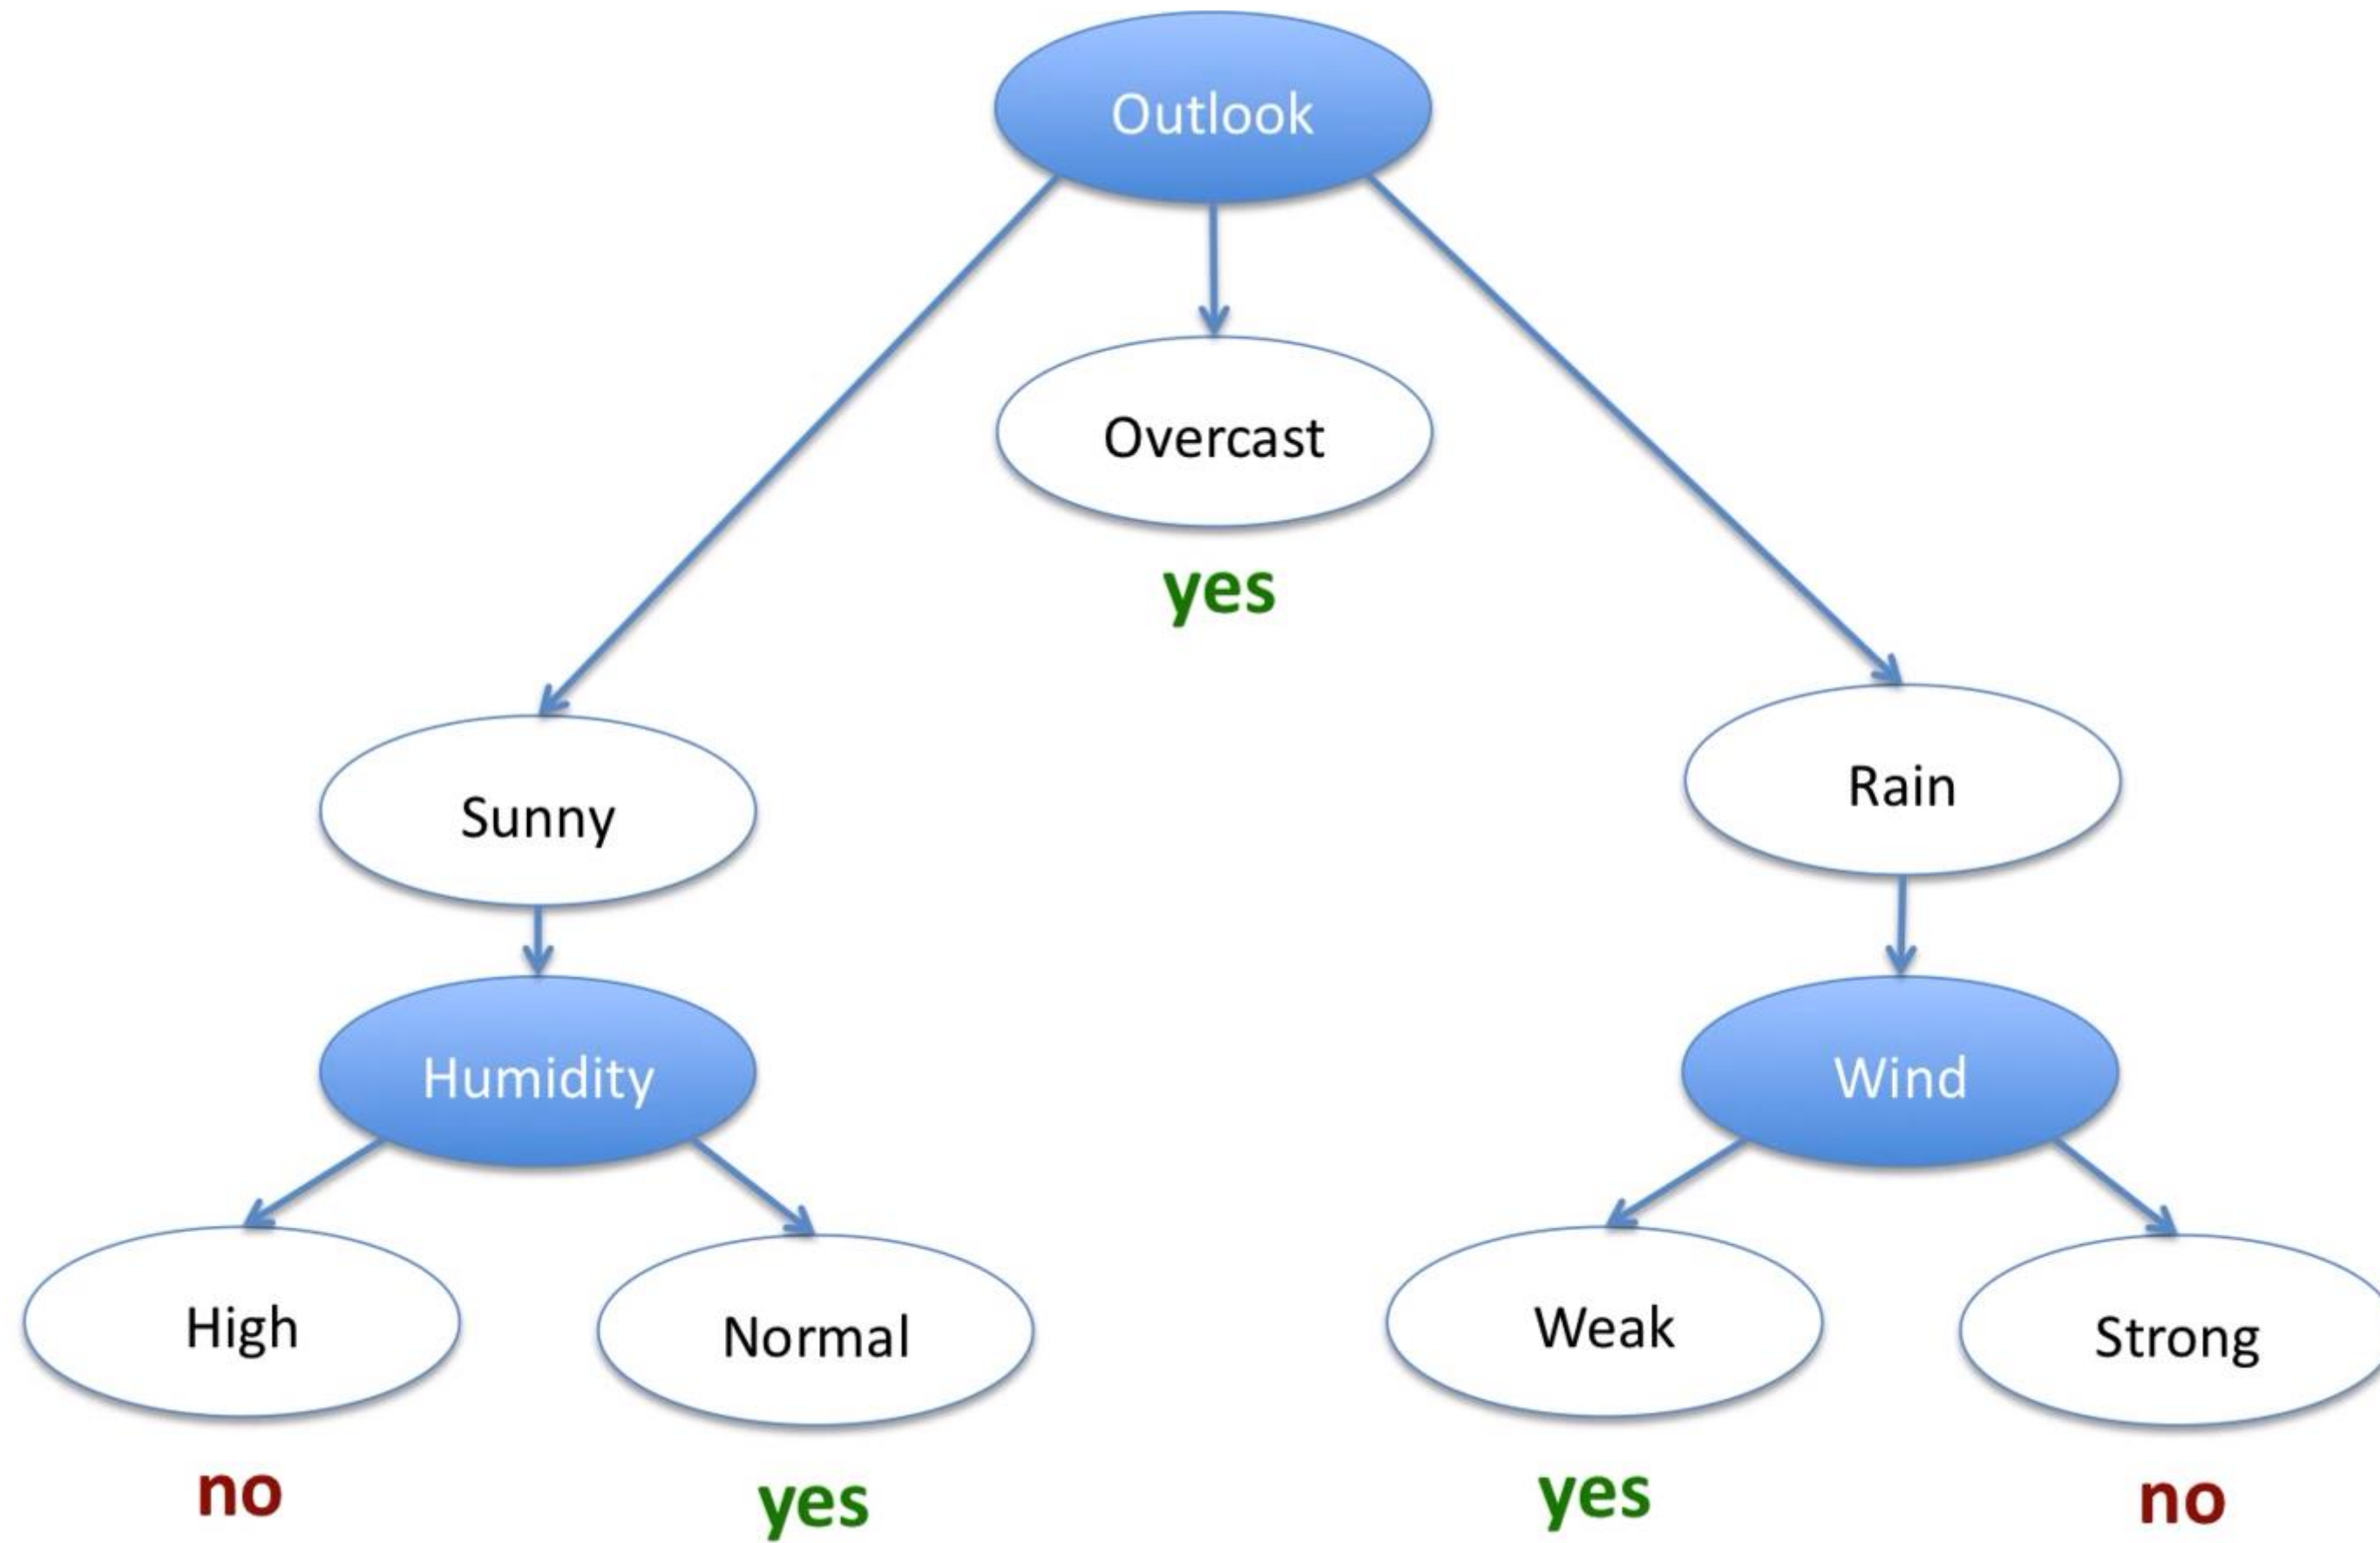 Outlook
Overcast
yes
Sunny
Rain
Humidity
Wind
High
Normal
Weak
Strong
no
yes
yes
no